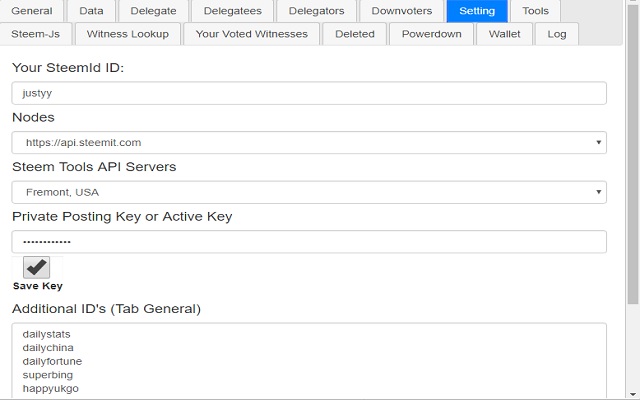 General Data Delegate Delegatees Delegators Downvoters Setting Tools
Steem-Js Witness Lookup Your Voted Witnesses Deleted Powerdown Wallet Log
Your SteemId ID:
justyy
Nodes
https://api.steemit.com
Steem Tools API Servers
Fremont, USA
Private Posting Key or Active Key
••••••••••••
Save Key
Additional ID's (Tab General)
dailystats
dailychina
dailyfortune
superbing
happyukgo